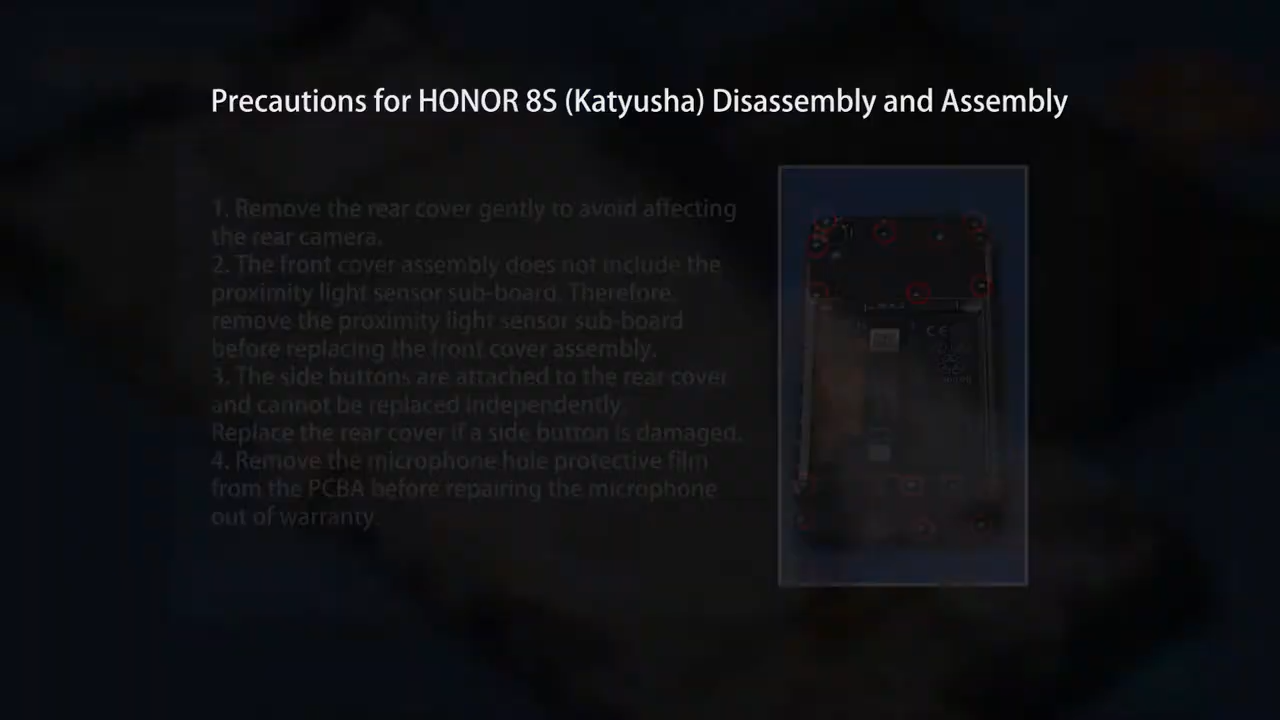 Precautions for HONOR 8S (Katyusha) Disassembly and Assembly
1. Remove the rear cover gently to avoid affecting
the rear camera.
2. The front cover assembly does not include the
proximity light sensor sub-board. Therefore,
remove the proximity light sensor sub-board
before replacing the front cover assembly.
3. The side buttons are attached to the rear cover
and cannot be replaced independently.
Replace the rear cover if a side button is damaged.
4. Remove the microphone hole protective film
from the PCBA before repairing the microphone
out of warranty.
CE